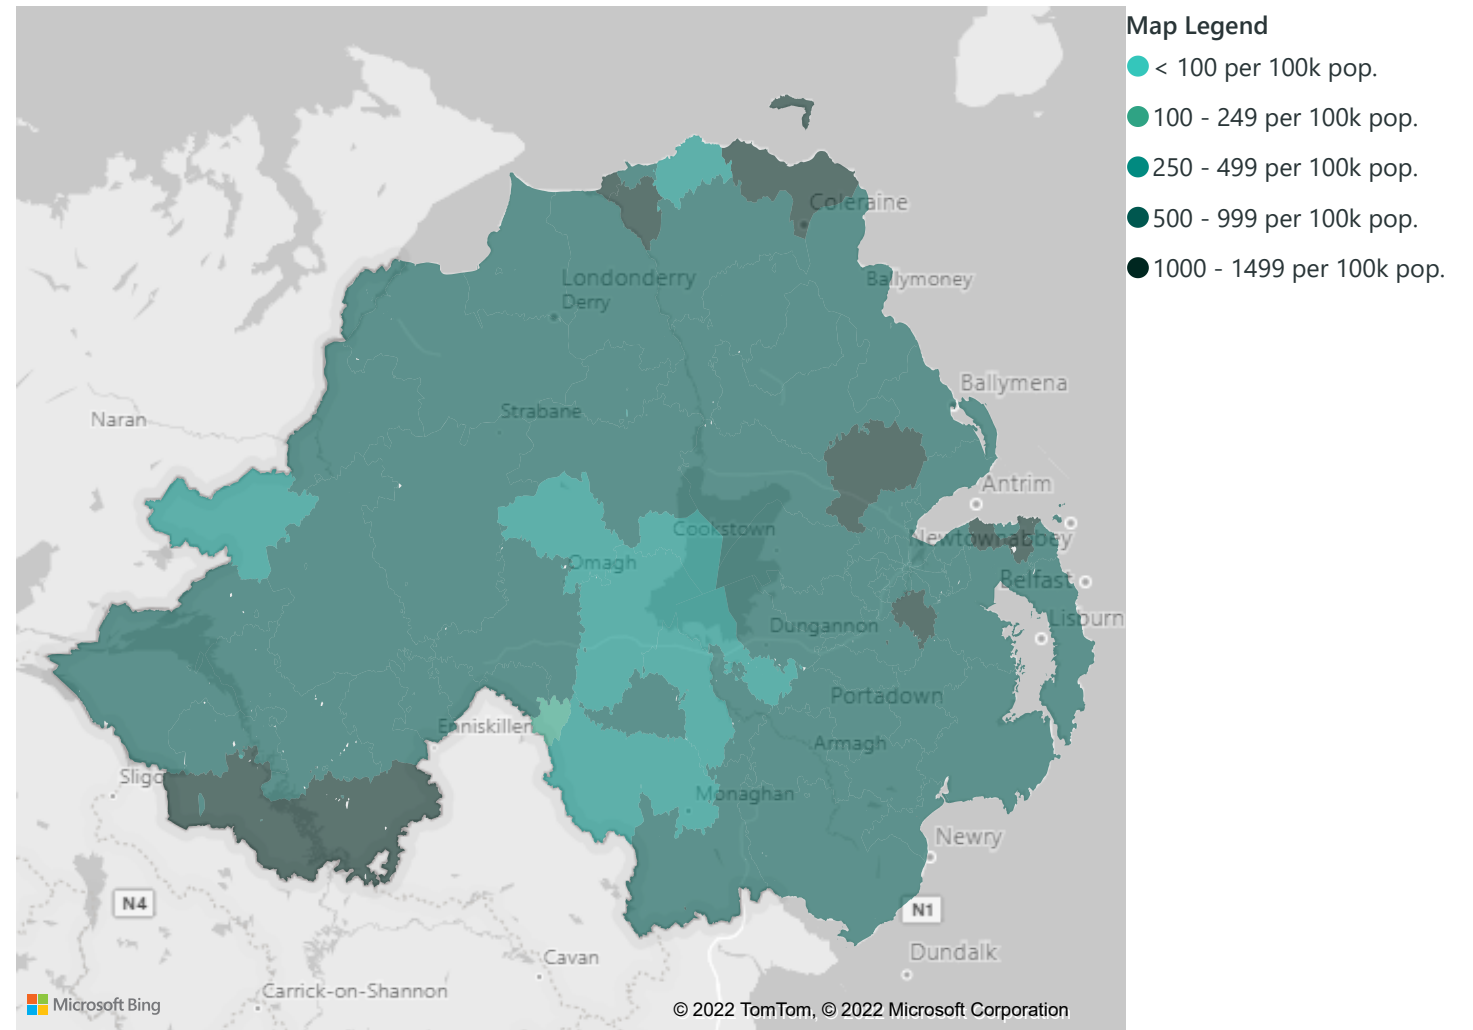 Map Legend
< 100 per 100k pop.
100 - 249 per 100k pop.
250 - 499 per 100k pop.
500 - 999 per 100k pop.
1000 - 1499 per 100k pop.
Coleraine
Londonderry
Derry
Ballymoney
Ballymena
Strabane
Naran
Antrim
Cookstown
Newtownabbey
Omagh
Belfast
Lisburn
Dungannon
Portadown
Enniskillen
Armagh
Sligo
Monaghan
Newry
N4
N1
Dundalk
Cavan
Carrick-on-Shannon
Microsoft Bing
© 2022 TomTom, © 2022 Microsoft Corporation